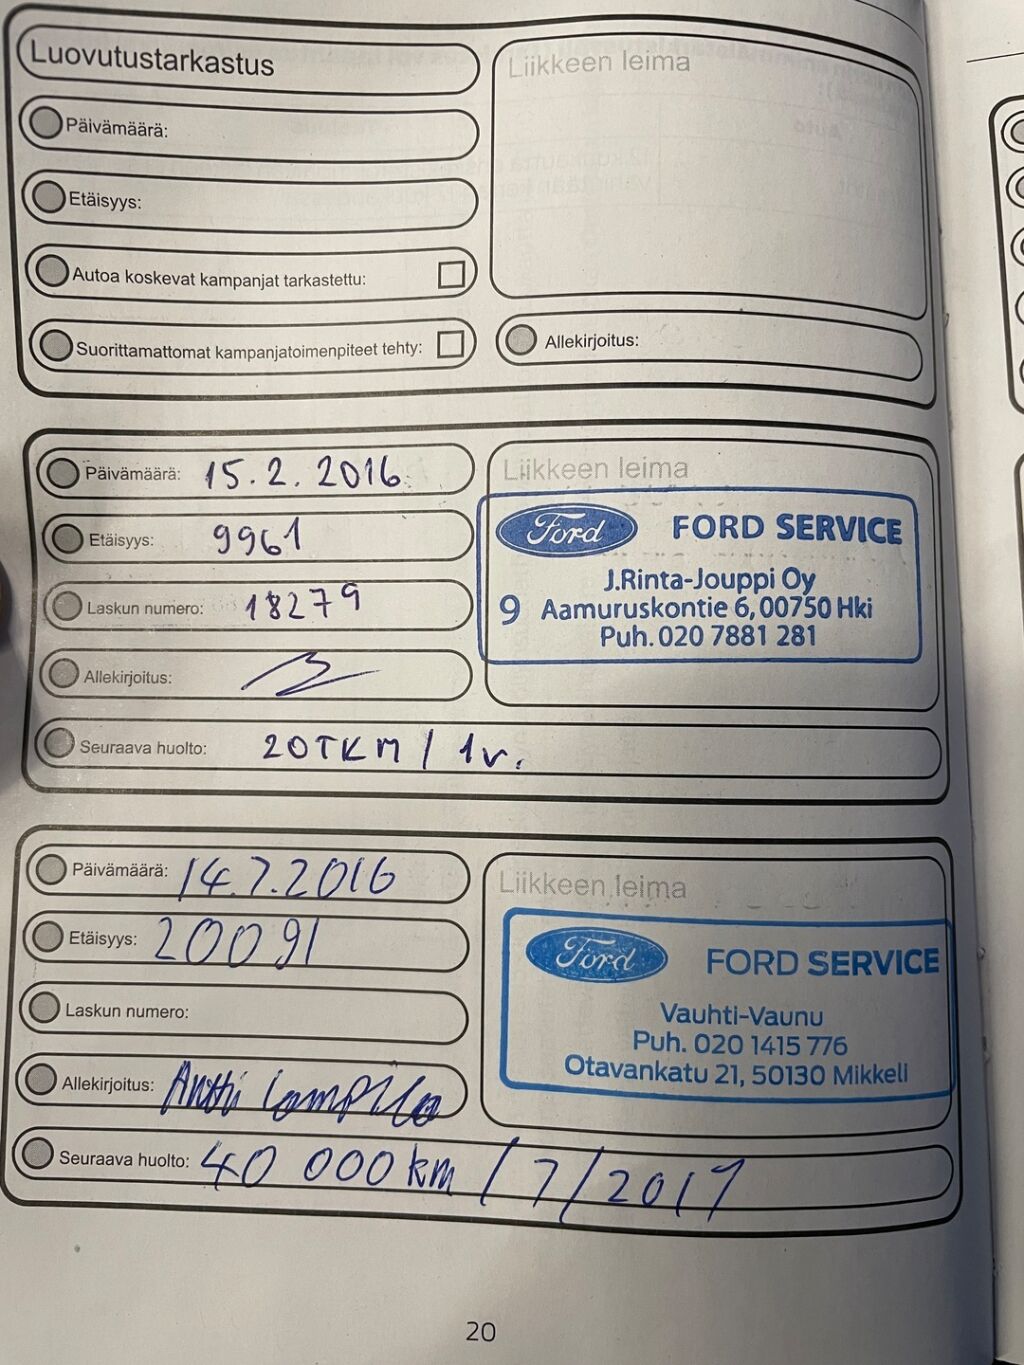 Luovutustarkastus
Liikkeen leima
Päivämäärä:
Etäisyys:
Autoa koskevat kampanjat tarkastettu:
Suorittamattomat kampanjatoimenpiteet tehty:
Allekirjoitus:
Päivämäärä: 15.2.2016
Etäisyys: 9961
Laskun numero: 18279
Allekirjoitus:
Seuraava huolto: 20TKM / 1v.
Liikkeen leima
Ford FORD SERVICE
J.Rinta-Jouppi Oy
9 Aamuruskontie 6, 00750 Hki
Puh. 020 7881 281
Päivämäärä: 14.7.2016
Etäisyys: 20091
Laskun numero:
Allekirjoitus: Antti
Seuraava huolto: 40 000 km / 7 / 2017
Liikkeen leima
Ford FORD SERVICE
Vauhti-Vaunu
Puh. 020 1415 776
Otavankatu 21, 50130 Mikkeli
20